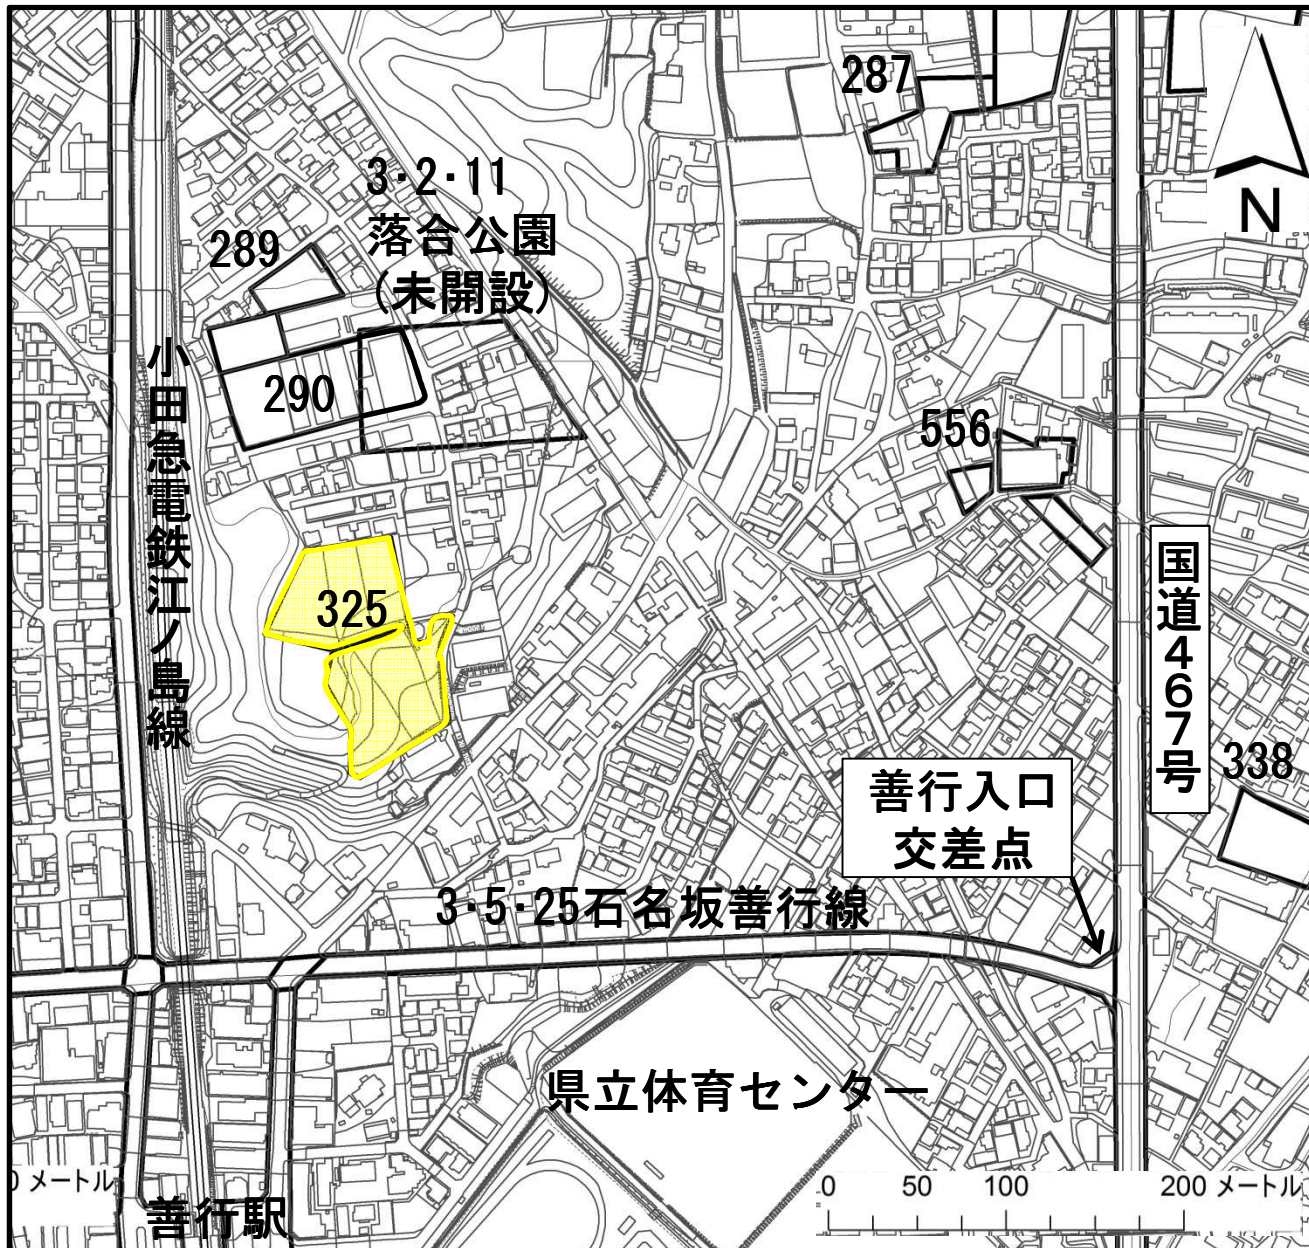 287
N
3・2・11
落合公園
(未開設)
289
290
小田急電鉄江ノ島線
556
325
国道467号
338
善行入口
交差点
3・5・25石名坂善行線
県立体育センター
善行駅
0 メートル
0 50 100 200 メートル